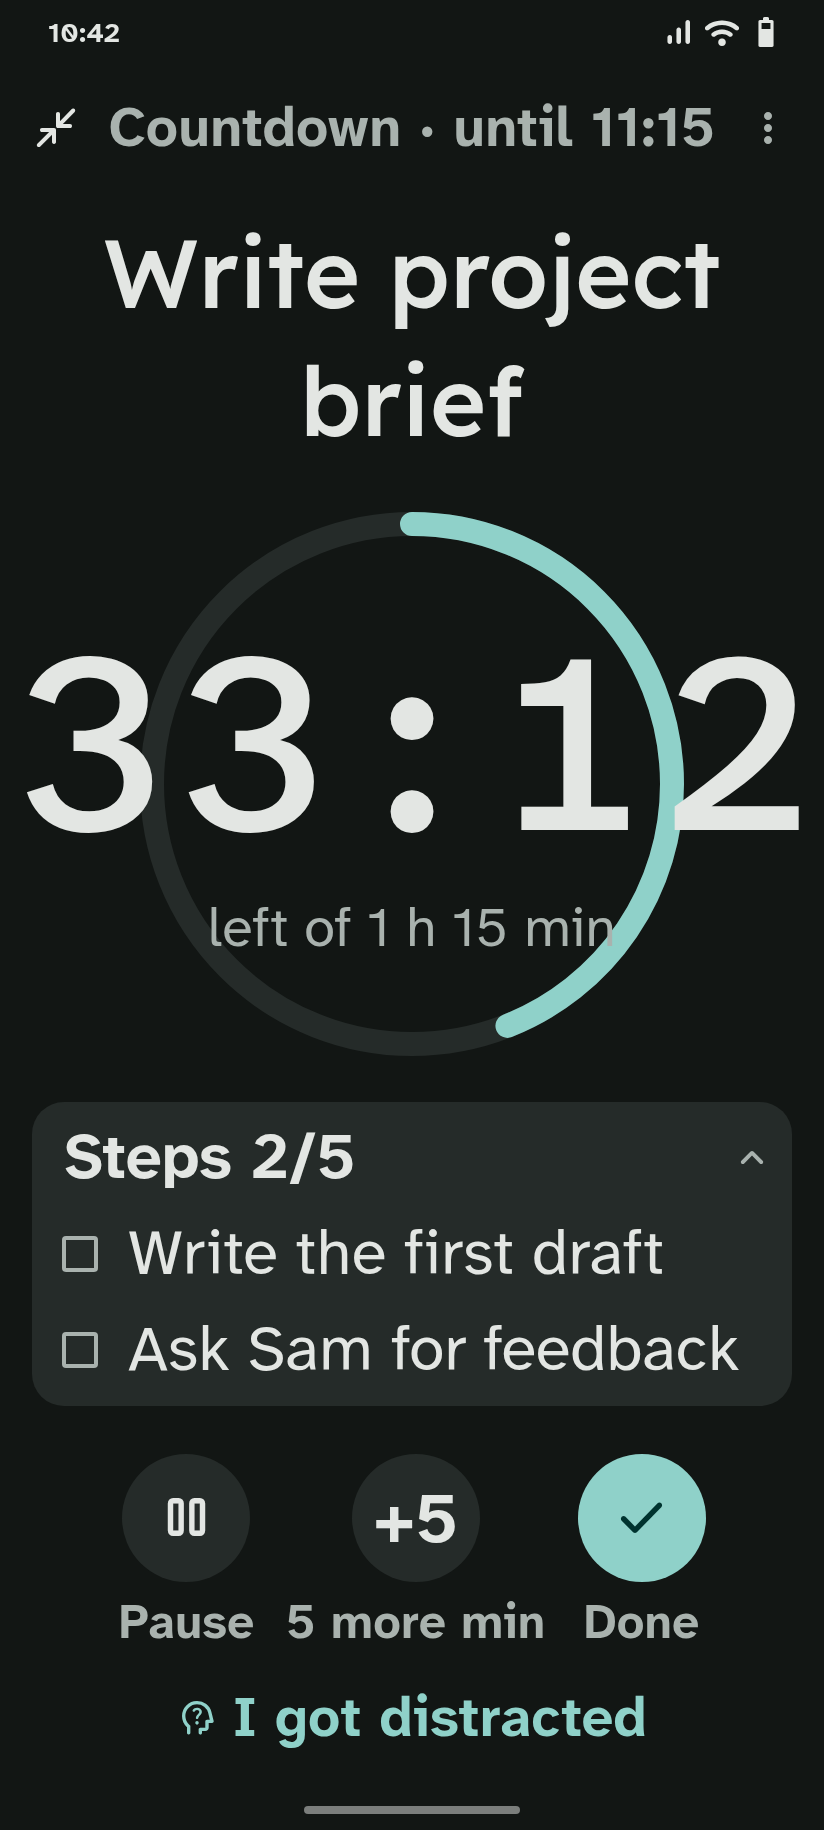 10:42
Countdown · until 11:15
Write project
brief
33:12
left of 1 h 15 min
Steps 2/5
Write the first draft
Ask Sam for feedback
+5
Pause 5 more min Done
I got distracted